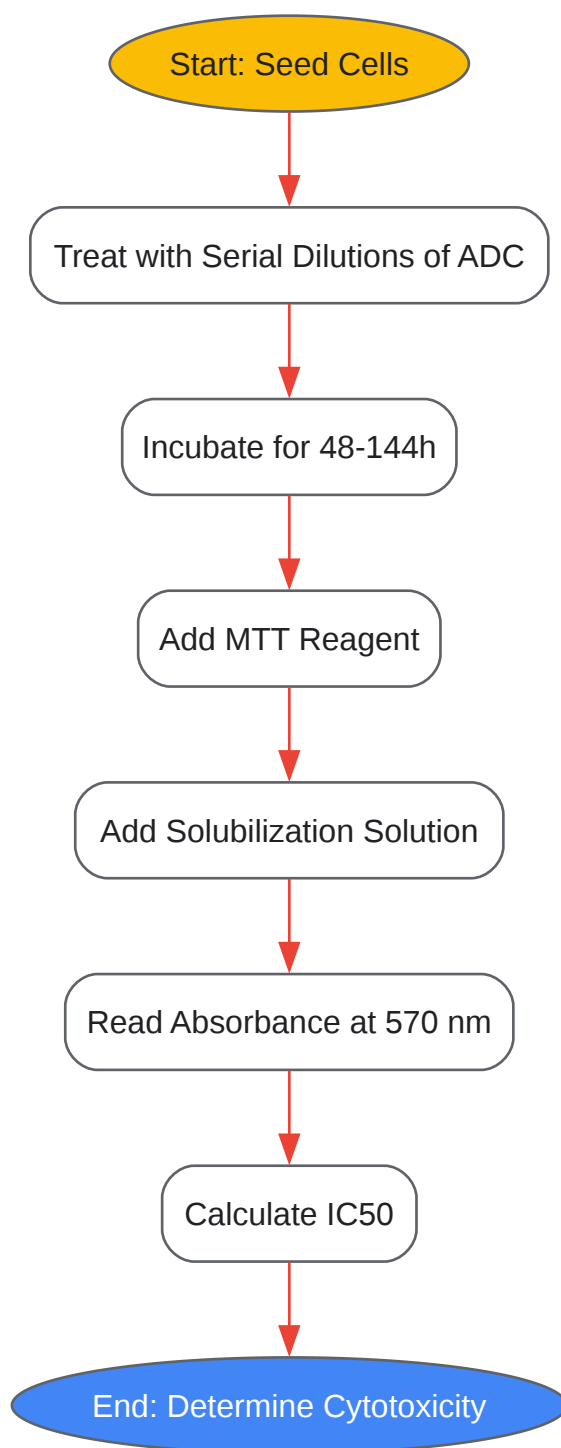 Start: Seed Cells
Treat with Serial Dilutions of ADC
Incubate for 48-144h
Add MTT Reagent
Add Solubilization Solution
Read Absorbance at 570 nm
Calculate IC50
End: Determine Cytotoxicity